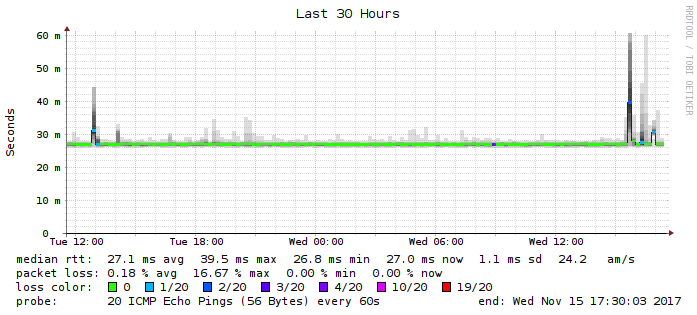 Last 30 Hours
RRDTOOL / TOBI OETIKER
Seconds
60 m
50 m
40 m
30 m
20 m
10 m
0
Tue 12:00 Tue 18:00 Wed 00:00 Wed 06:00 Wed 12:00
median rtt: 27.1 ms avg 39.5 ms max 26.8 ms min 27.0 ms now 1.1 ms sd 24.2 am/s
packet loss: 0.18 % avg 16.67 % max 0.00 % min 0.00 % now
loss color: 0 1/20 2/20 3/20 4/20 10/20 19/20
probe: 20 ICMP Echo Pings (56 Bytes) every 60s end: Wed Nov 15 17:30:03 2017